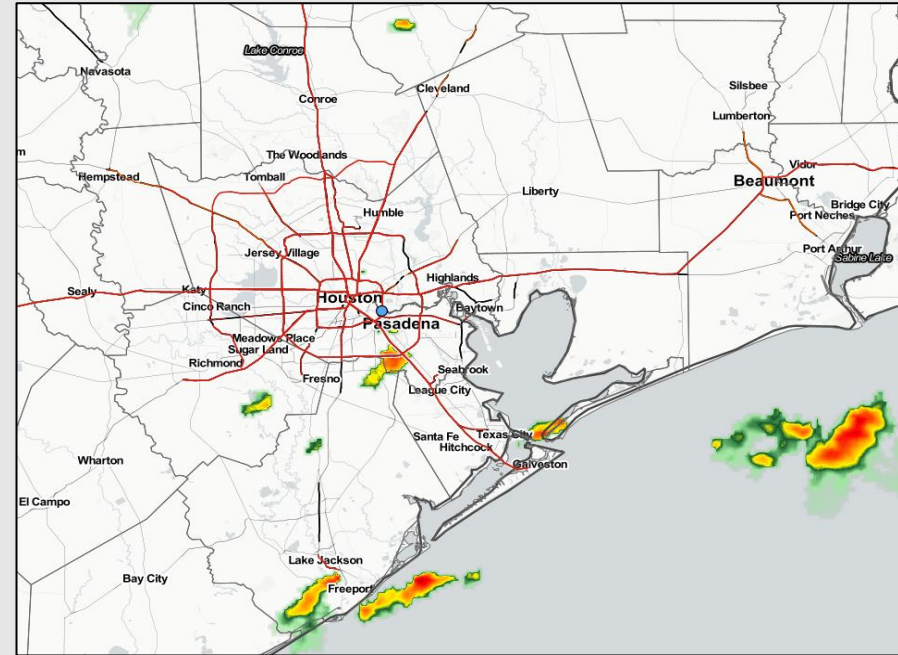 Lake Conroe
Navasota
Cleveland
Conroe
Silsbee
Lumberton
m
The Woodlands
Tomball
Hempstead
Vidor
Beaumont
Liberty
Humble
Bridge City
Port Neches
Jersey Village
Port Arthur
Sabine Lake
Highlands
Sealy
Katy
Houston
Cinco Ranch
Baytown
Pasadena
Meadows Place
Sugar Land
Richmond
Seabrook
Fresno
League City
Santa Fe
Texas City
Hitchcock
Galveston
Wharton
El Campo
Lake Jackson
Bay City
Freeport